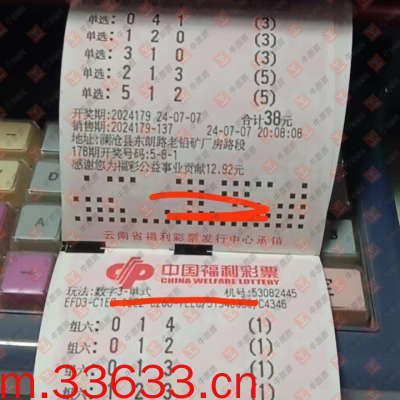 单选: 0 4 1 (3)
单选: 1 2 0 (3)
单选: 3 1 0 (3)
单选: 2 1 3 (5)
单选: 5 1 2 (5)
开奖期:2024179 24-07-07 合计38元
销售期:2024179-137 24-07-07 20:08:08
地址:澜沧县东朗路老铅矿厂房路段
178期开奖号码:5-8-1
感谢您为福彩公益事业贡献12.92元
云南省福利彩票发行中心承销
中国福利彩票
CHINA WELFARE LOTTERY
玩法:数字3-单式 机号:53082445
组六: 0 1 4 (1)
组六: 0 1 2 (1)
组六: 0 1 3 (1)
m.33633.cn